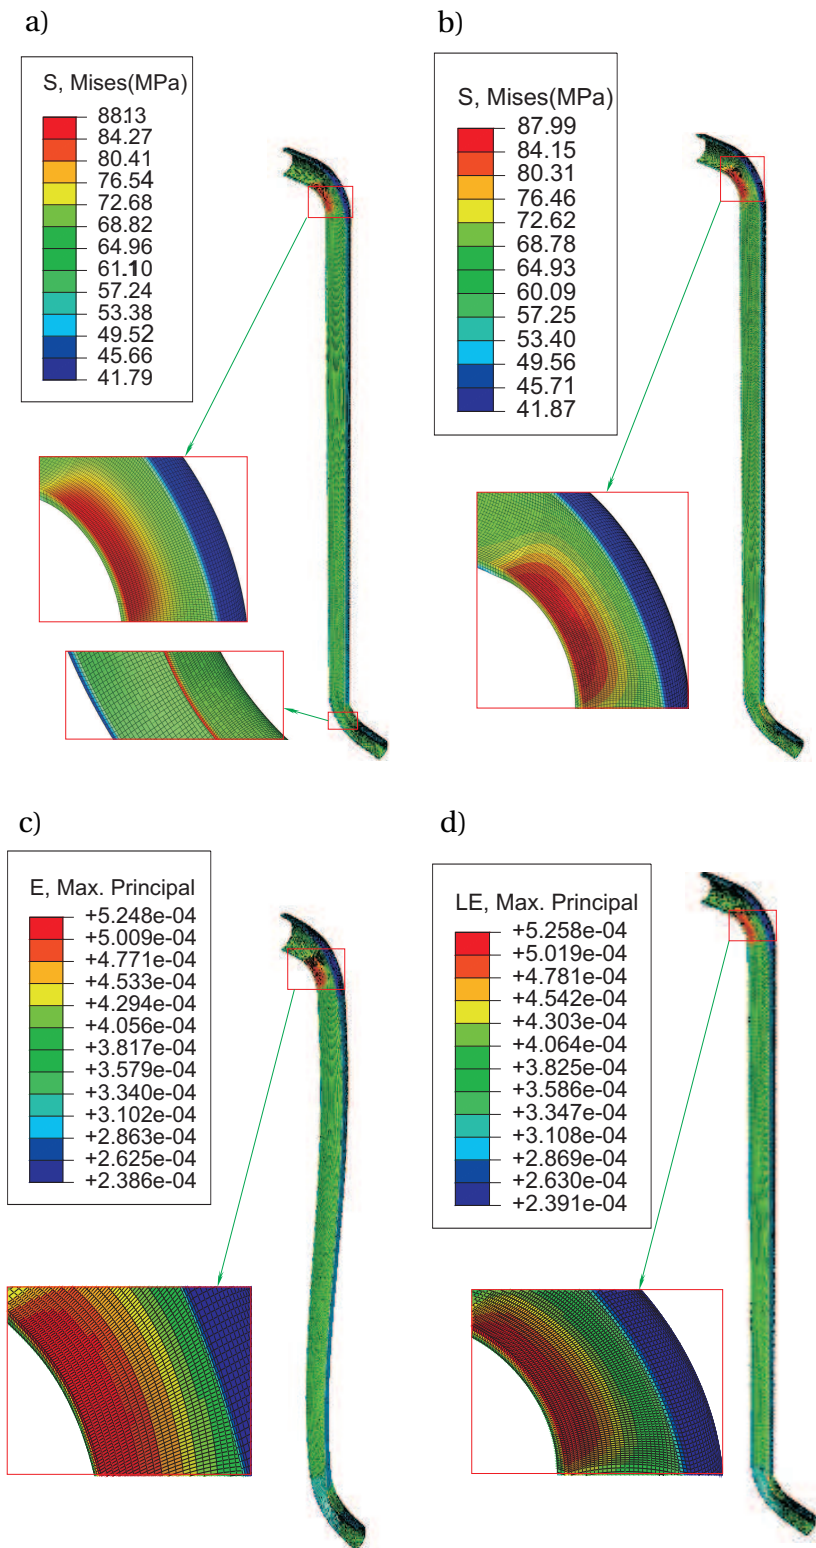 a)
S, Mises(MPa)
88.13
84.27
80.41
76.54
72.68
68.82
64.96
61.10
57.24
53.38
49.52
45.66
41.79
b)
S, Mises(MPa)
87.99
84.15
80.31
76.46
72.62
68.78
64.93
60.09
57.25
53.40
49.56
45.71
41.87
c)
E, Max. Principal
+5.248e-04
+5.009e-04
+4.771e-04
+4.533e-04
+4.294e-04
+4.056e-04
+3.817e-04
+3.579e-04
+3.340e-04
+3.102e-04
+2.863e-04
+2.625e-04
+2.386e-04
d)
LE, Max. Principal
+5.258e-04
+5.019e-04
+4.781e-04
+4.542e-04
+4.303e-04
+4.064e-04
+3.825e-04
+3.586e-04
+3.347e-04
+3.108e-04
+2.869e-04
+2.630e-04
+2.391e-04